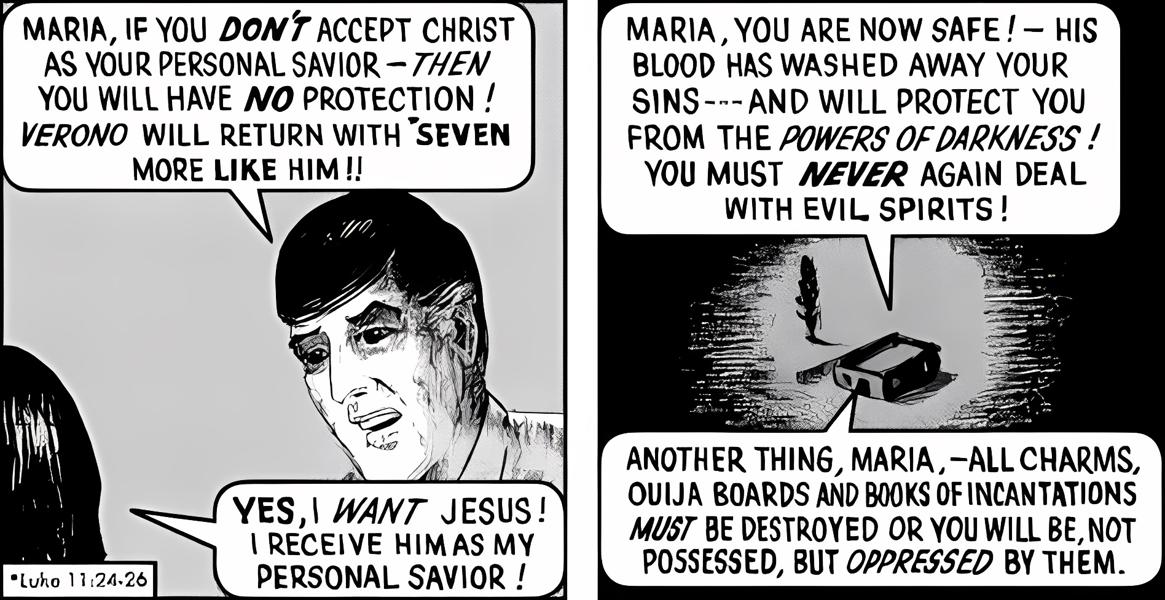 MARIA, IF YOU DON'T ACCEPT CHRIST
AS YOUR PERSONAL SAVIOR — THEN
YOU WILL HAVE NO PROTECTION!
VERONO WILL RETURN WITH *SEVEN
MORE LIKE HIM!!
YES, I WANT JESUS!
I RECEIVE HIM AS MY
PERSONAL SAVIOR!
*Luho 11:24-26
MARIA, YOU ARE NOW SAFE! — HIS
BLOOD HAS WASHED AWAY YOUR
SINS---AND WILL PROTECT YOU
FROM THE POWERS OF DARKNESS!
YOU MUST NEVER AGAIN DEAL
WITH EVIL SPIRITS!
ANOTHER THING, MARIA,—ALL CHARMS,
OUIJA BOARDS AND BOOKS OF INCANTATIONS
MUST BE DESTROYED OR YOU WILL BE, NOT
POSSESSED, BUT OPPRESSED BY THEM.